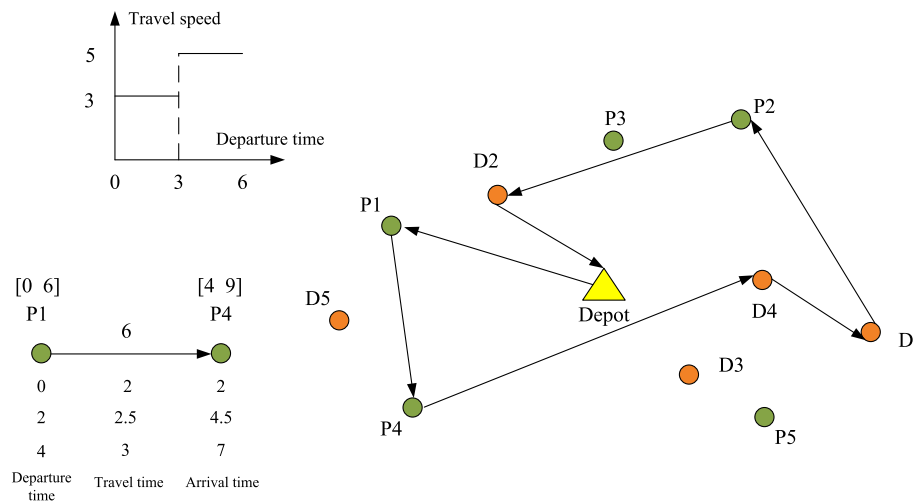 Travel speed
5
3
Departure time
0 3 6
P2
P3
D2
P1
[0 6] [4 9]
P1 P4
6
D5
Depot
D4
D
D3
P4
P5
0 2 2
2 2.5 4.5
4 3 7
Departure time Travel time Arrival time